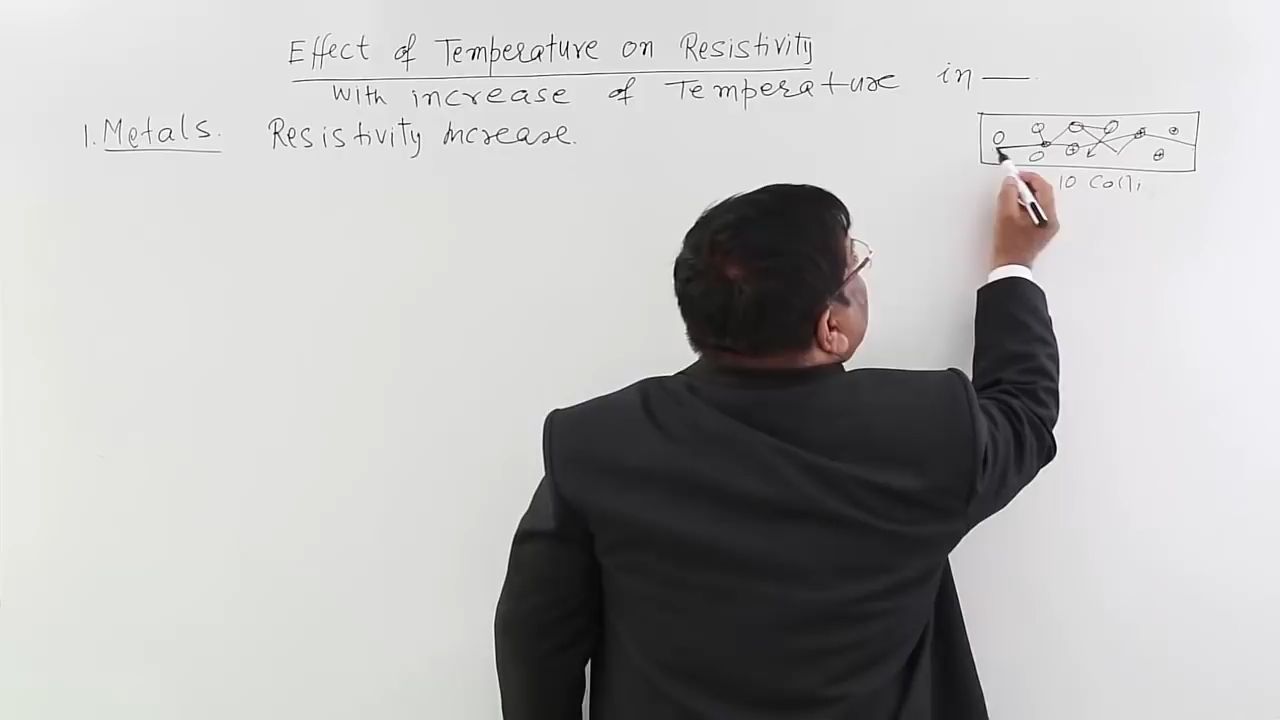 Effect of Temperature on Resistivity
With increase of Temperature in —
1. Metals. Resistivity Increase.
10 Colli